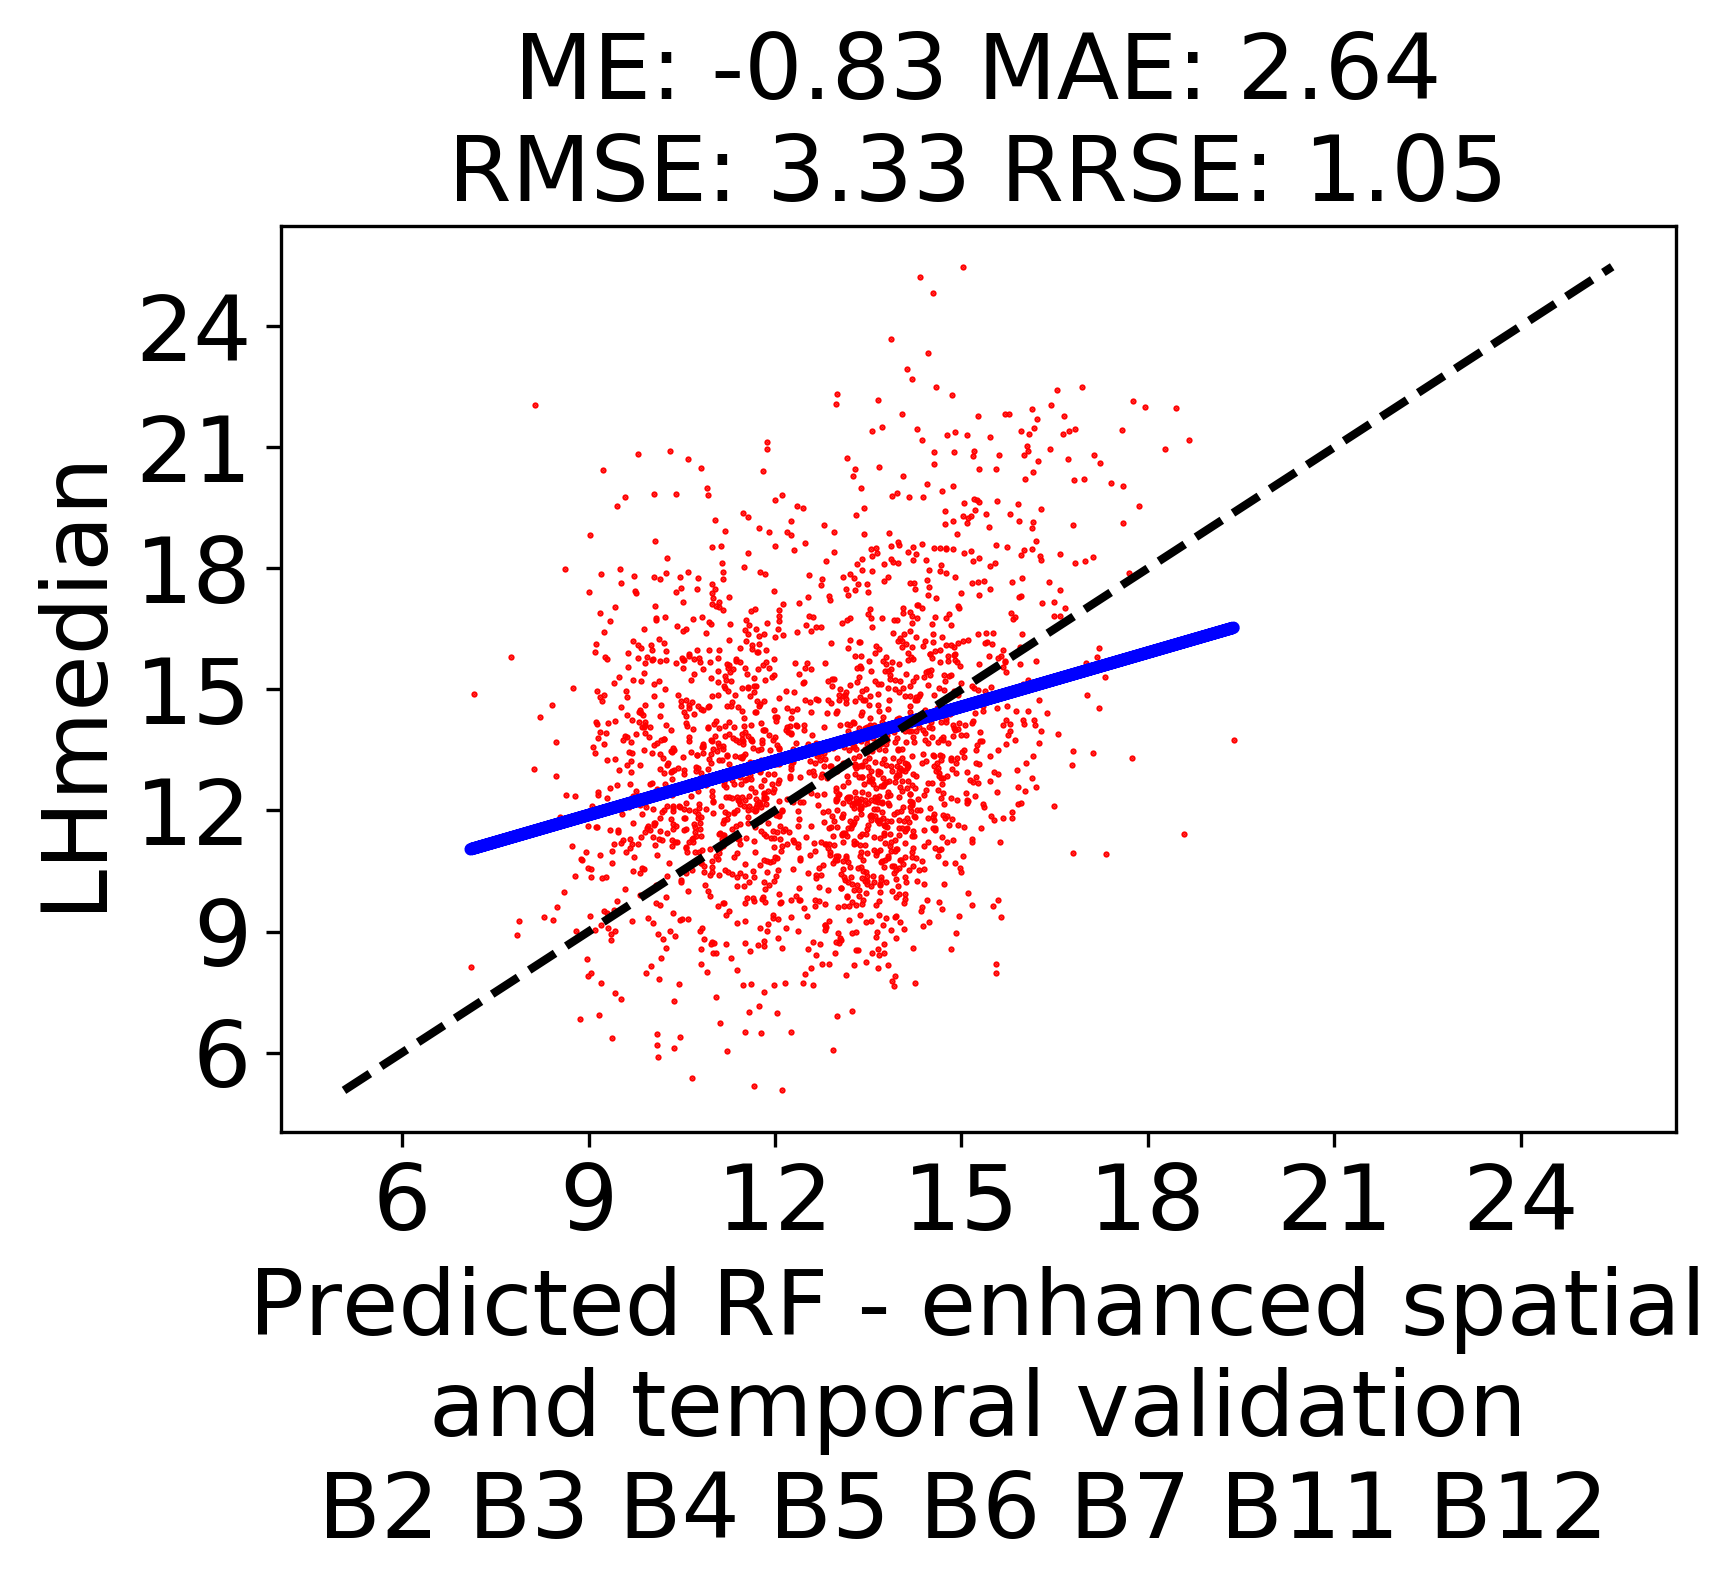 ME: -0.83 MAE: 2.64
RMSE: 3.33 RRSE: 1.05
LHmedian
24
21
18
15
12
9
6
6 9 12 15 18 21 24
Predicted RF - enhanced spatial
and temporal validation
B2 B3 B4 B5 B6 B7 B11 B12